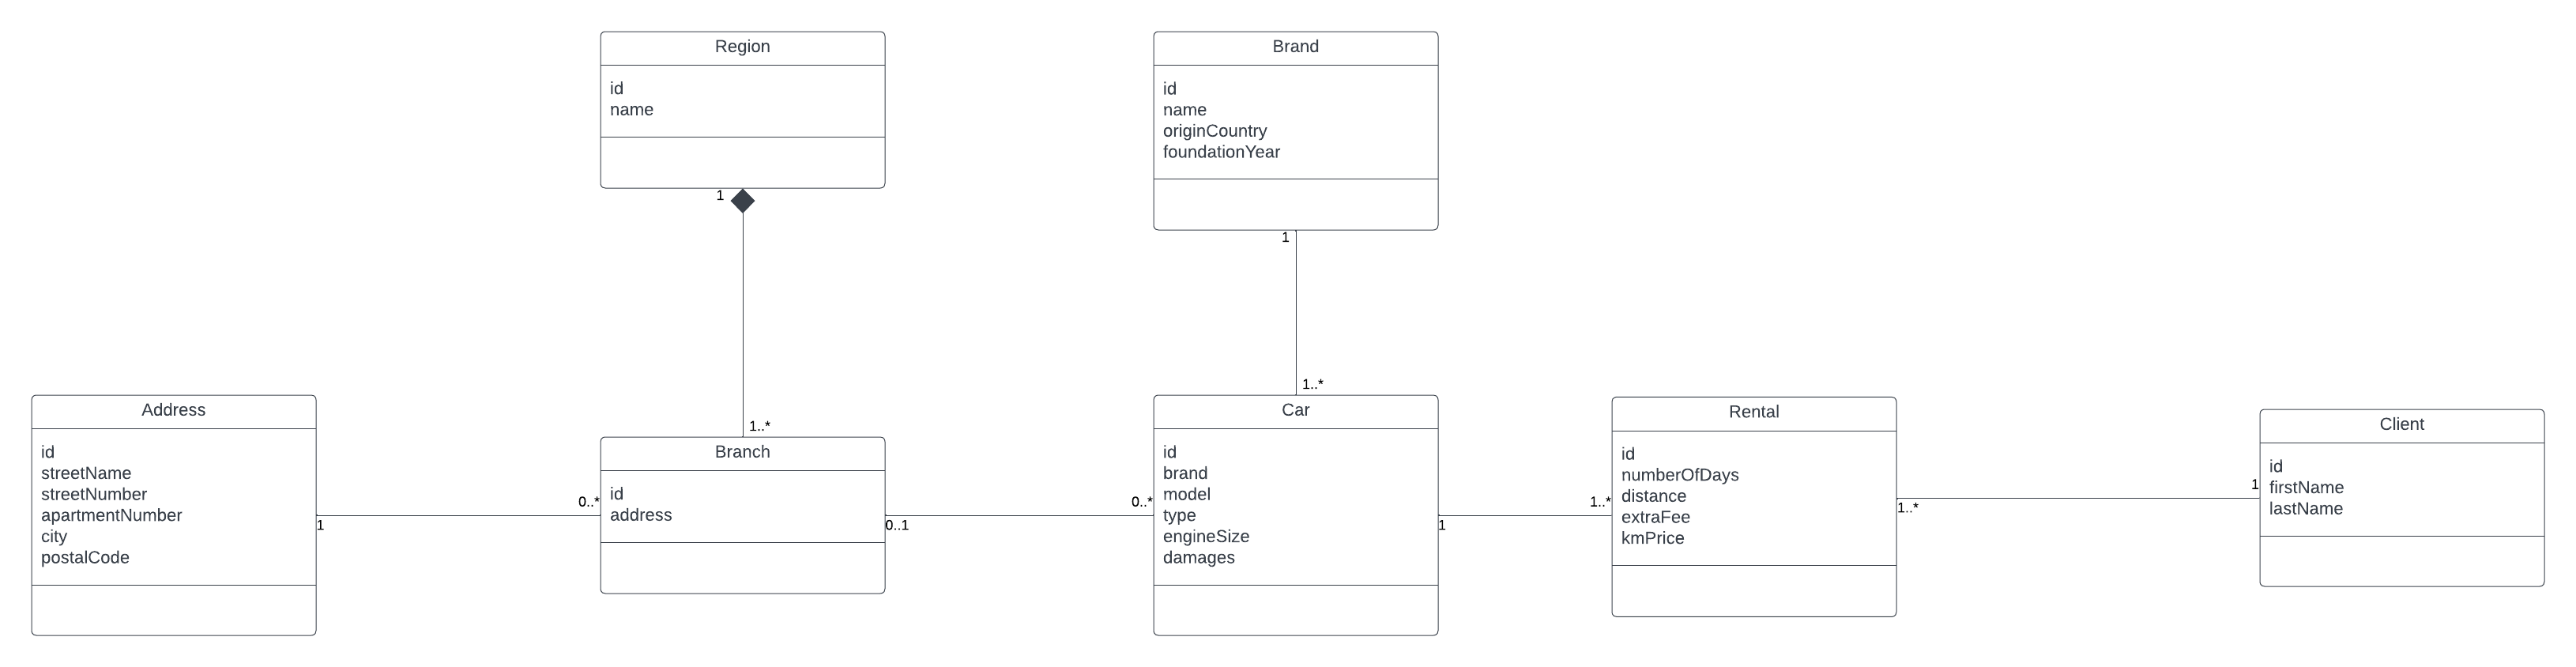 Region
id
name
1
1..*
Brand
id
name
originCountry
foundationYear
1
1..*
Address
id
streetName
streetNumber
apartmentNumber
city
postalCode
1
0..*
Branch
id
address
0..1
0..*
Car
id
brand
model
type
engineSize
damages
1
1..*
Rental
id
numberOfDays
distance
extraFee
kmPrice
1..*
1
Client
id
firstName
lastName